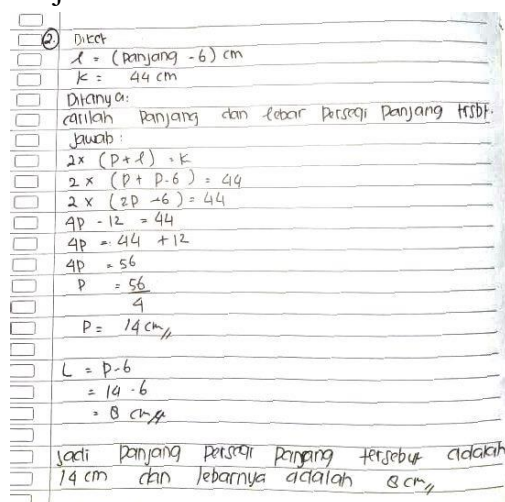 2. Diket
l = (panjang - 6) cm
k = 44 cm
Ditanya:
carilah panjang dan lebar persegi panjang trsbt.
Jawab:
2 x (P + l) = k
2 x (P + P - 6) = 44
2 x (2P - 6) = 44
4P - 12 = 44
4P = 44 + 12
4P = 56
P = 56
4
P = 14 cm //
L = P - 6
= 14 - 6
= 8 cm //
Jadi panjang persegi panjang tersebut adalah
14 cm dan lebarnya adalah 8 cm //